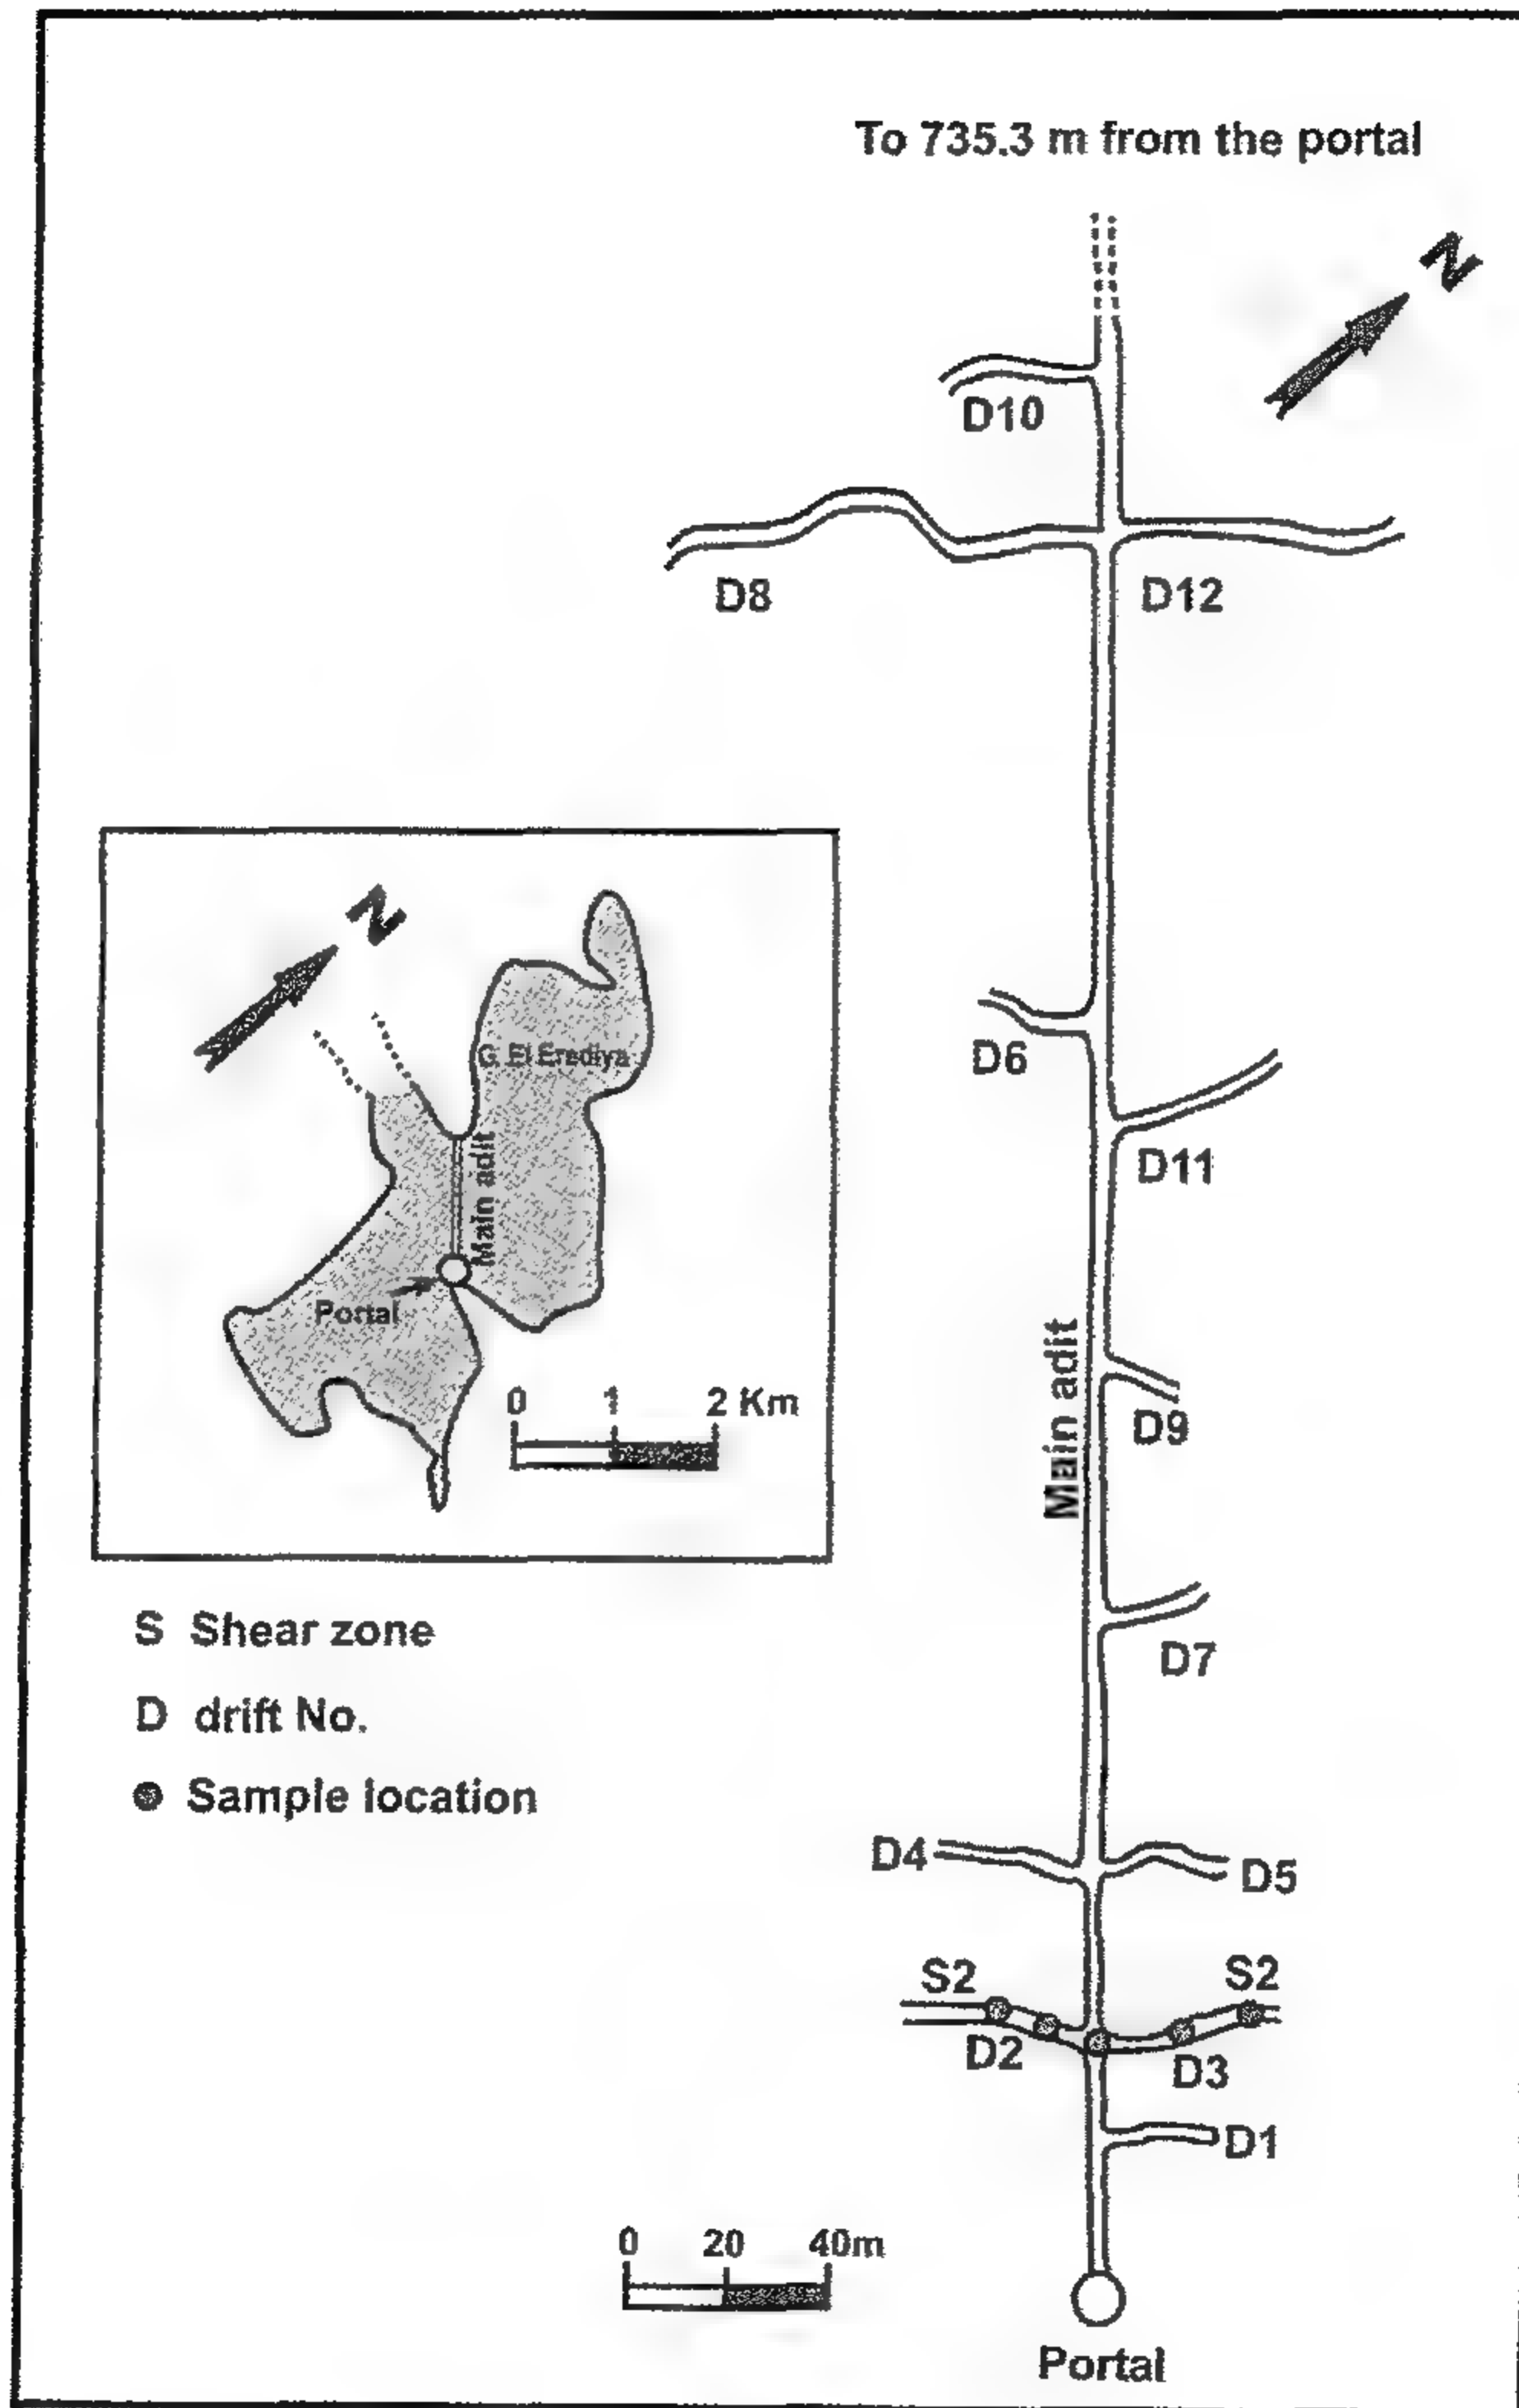 To 735.3 m from the portal
N
D10
D8
D12
N
G. El Erediya
Main adit
Portal
0 1 2 Km
D6
D11
Main adit
D9
S Shear zone
D drift No.
Sample location
D7
D4
D5
S2
S2
D2
D3
D1
0 20 40m
Portal